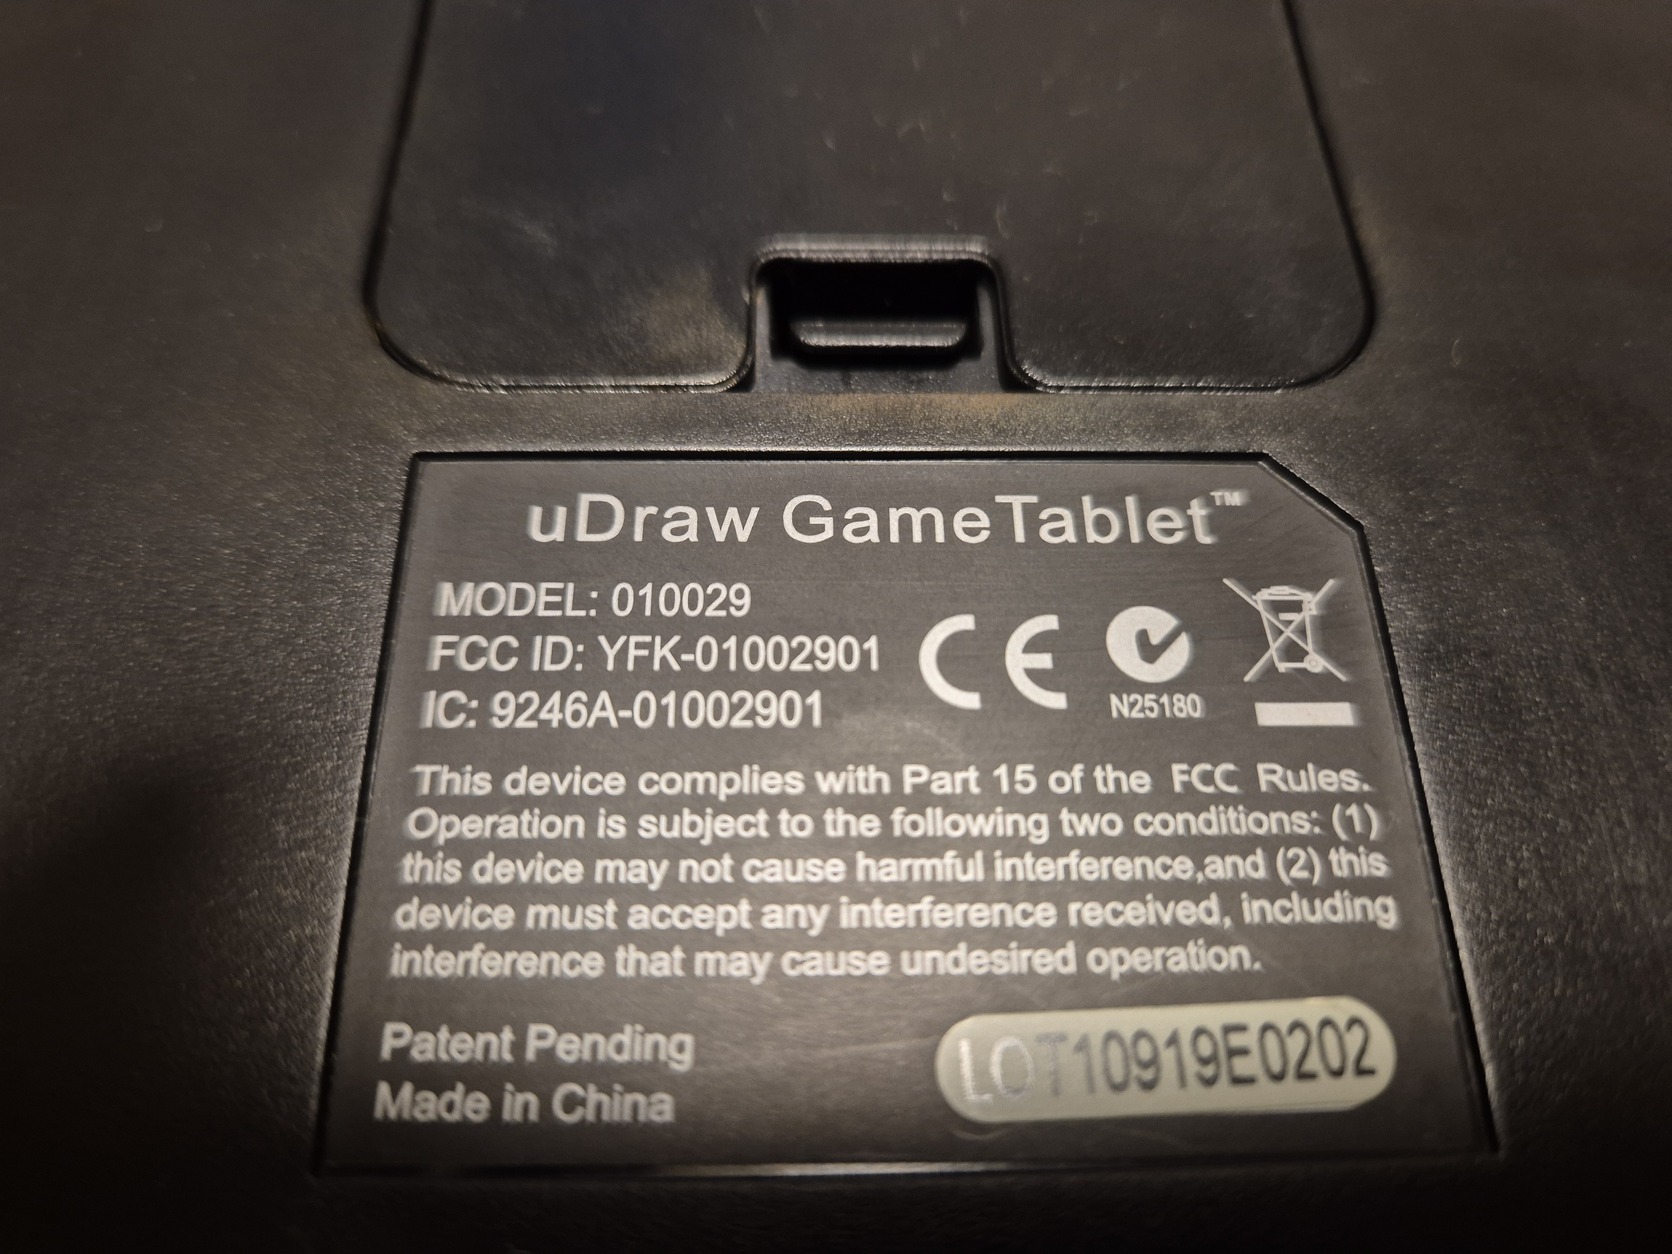 uDraw GameTablet™
MODEL: 010029
FCC ID: YFK-01002901
IC: 9246A-01002901
CE
N25180
This device complies with Part 15 of the FCC Rules.
Operation is subject to the following two conditions: (1)
this device may not cause harmful interference,and (2) this
device must accept any interference received, including
interference that may cause undesired operation.
Patent Pending
Made in China
LOT10919E0202